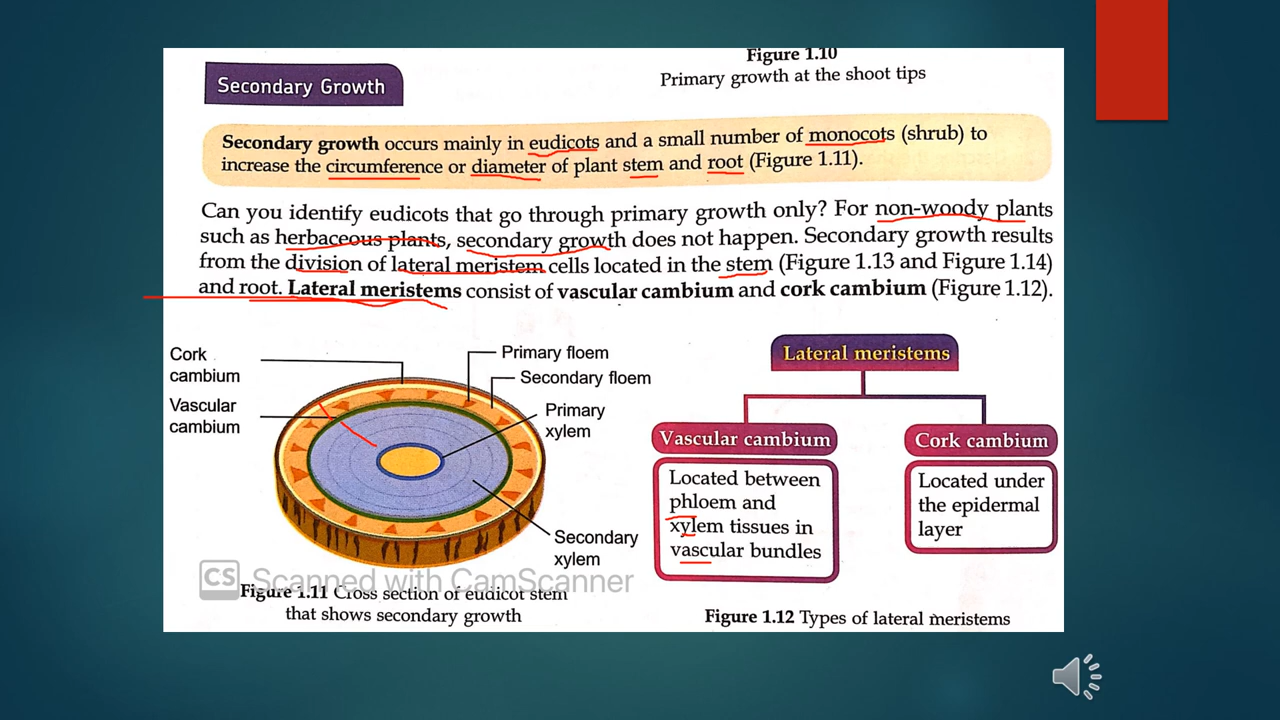 Figure 1.10
Primary growth at the shoot tips
Secondary Growth
Secondary growth occurs mainly in eudicots and a small number of monocots (shrub) to
increase the circumference or diameter of plant stem and root (Figure 1.11).
Can you identify eudicots that go through primary growth only? For non-woody plants
such as herbaceous plants, secondary growth does not happen. Secondary growth results
from the division of lateral meristem cells located in the stem (Figure 1.13 and Figure 1.14)
and root. Lateral meristems consist of vascular cambium and cork cambium (Figure 1.12).
Cork
cambium
Vascular
cambium
Primary floem
Secondary floem
Primary
xylem
Secondary
xylem
CS Scanned with CamScanner
Figure 1.11 Cross section of eudicot stem
that shows secondary growth
Lateral meristems
Vascular cambium
Located between
phloem and
xylem tissues in
vascular bundles
Cork cambium
Located under
the epidermal
layer
Figure 1.12 Types of lateral meristems